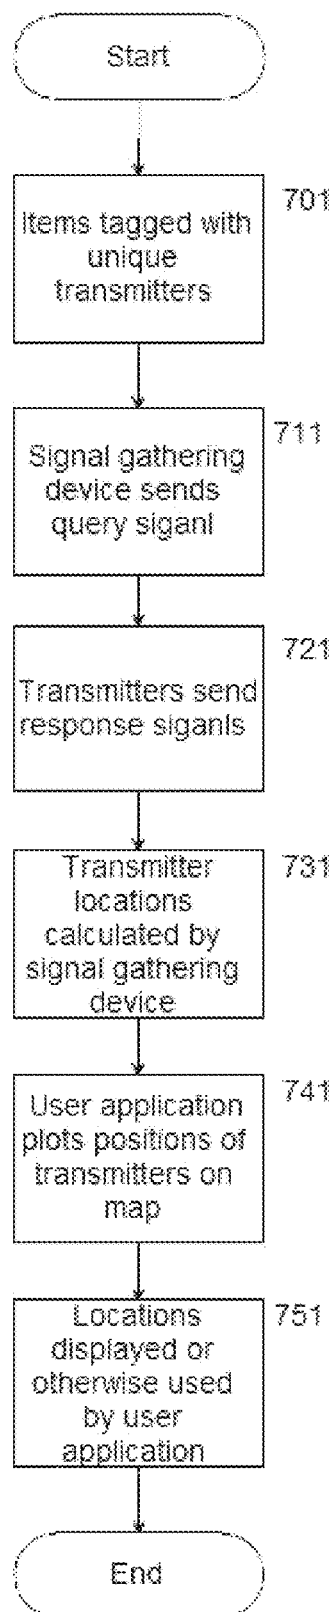 Start
701
Items tagged with
unique
transmitters
711
Signal gathering
device sends
query siganl
721
Transmitters send
response siganls
731
Transmitter
locations
calculated by
signal gathering
device
741
User application
plots positions of
transmitters on
map
751
Locations
displayed or
otherwise used
by user
application
End